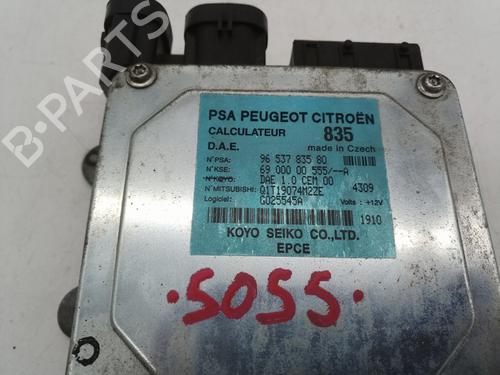 PSA PEUGEOT CITROËN
CALCULATEUR 835
D.A.E. made in Czech
N°PSA: 96 537 835 80
N°KSE: 69 000 00 555/--A
N°KOYO: DAE 1.0 CEM 00
N°MITSUBISHI: Q1T19074M2ZE 4309
Logiciel: G025545A Volts : +12V
1910
KOYO SEIKO CO.,LTD.
EPCE
·5055·
B-PARTS